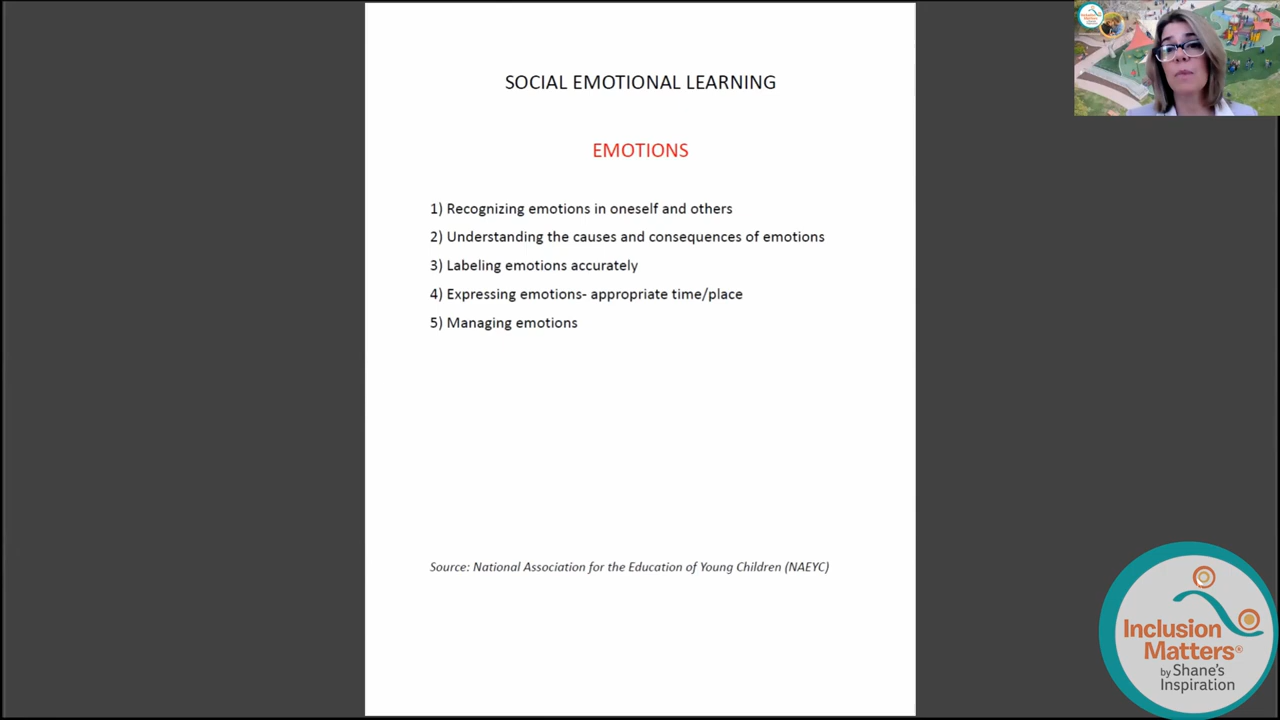 SOCIAL EMOTIONAL LEARNING
EMOTIONS
1) Recognizing emotions in oneself and others
2) Understanding the causes and consequences of emotions
3) Labeling emotions accurately
4) Expressing emotions- appropriate time/place
5) Managing emotions
Source: National Association for the Education of Young Children (NAEYC)
Inclusion
Matters®
by Shane's
Inspiration
Inclusion
Matters